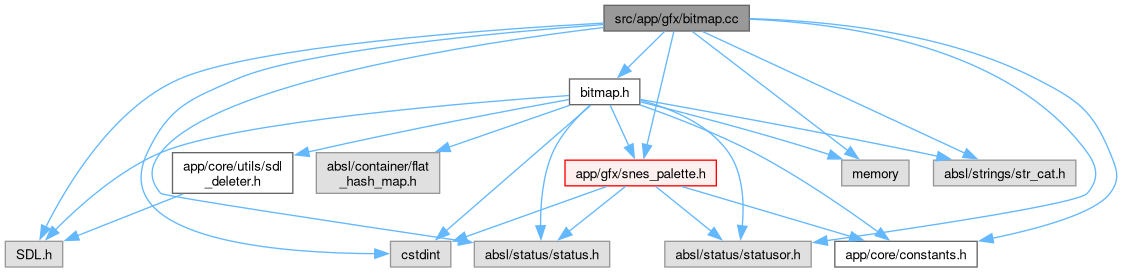 src/app/gfx/bitmap.cc
bitmap.h
app/core/utils/sdl
_deleter.h
absl/container/flat
_hash_map.h
app/gfx/snes_palette.h
memory
absl/strings/str_cat.h
SDL.h
cstdint
absl/status/status.h
absl/status/statusor.h
app/core/constants.h